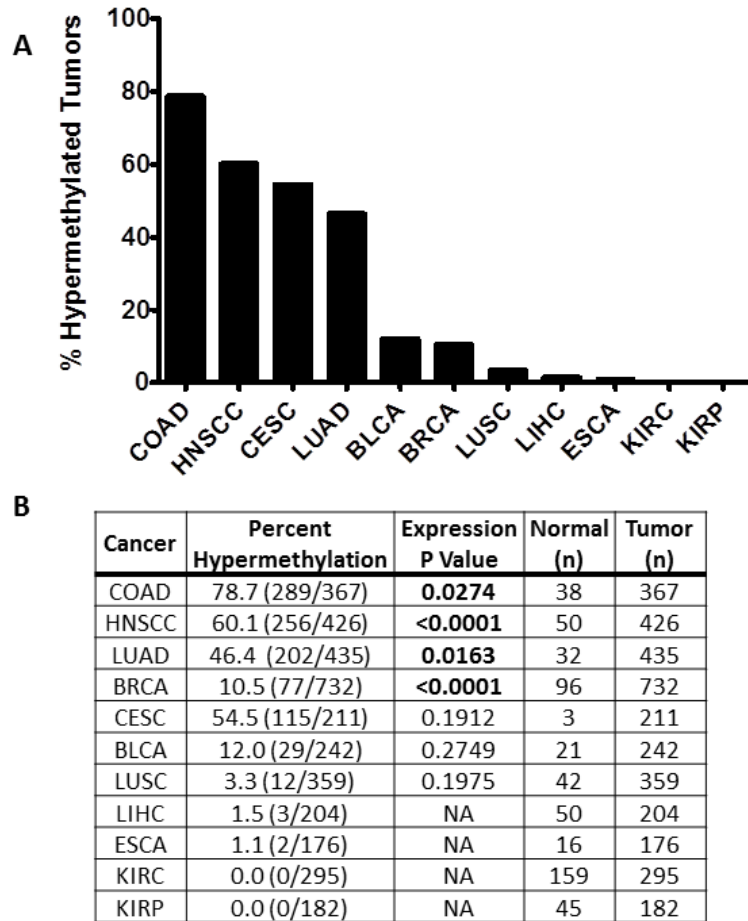 A
% Hypermethylated Tumors
100
80
60
40
20
0
COAD HNSCC CESC LUAD BLCA BRCA LUSC LIHC ESCA KIRC KIRP
B
Cancer Percent Hypermethylation Expression P Value Normal (n) Tumor (n)
COAD 78.7 (289/367) 0.0274 38 367
HNSCC 60.1 (256/426) <0.0001 50 426
LUAD 46.4 (202/435) 0.0163 32 435
BRCA 10.5 (77/732) <0.0001 96 732
CESC 54.5 (115/211) 0.1912 3 211
BLCA 12.0 (29/242) 0.2749 21 242
LUSC 3.3 (12/359) 0.1975 42 359
LIHC 1.5 (3/204) NA 50 204
ESCA 1.1 (2/176) NA 16 176
KIRC 0.0 (0/295) NA 159 295
KIRP 0.0 (0/182) NA 45 182